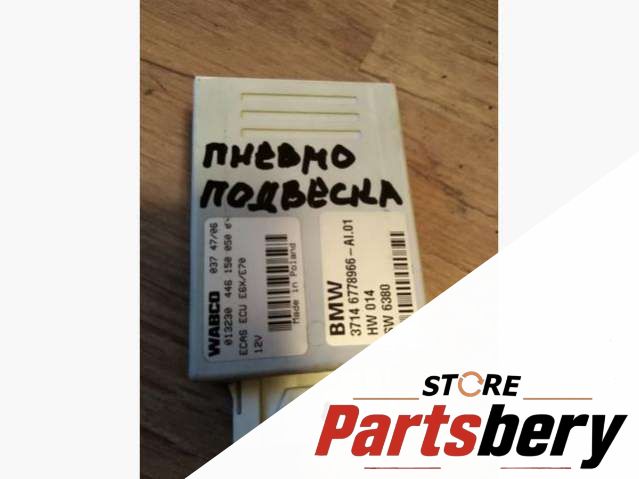 ПНЕВМО
ПОДВЕСКА
WABCO 037 47/06
013230 446 150 050 0
ECAS ECU E6X/E70
12V
Made in Poland
BMW
3714 6778966-AI.01
HW 014
SW 6380
STORE
Partsbery